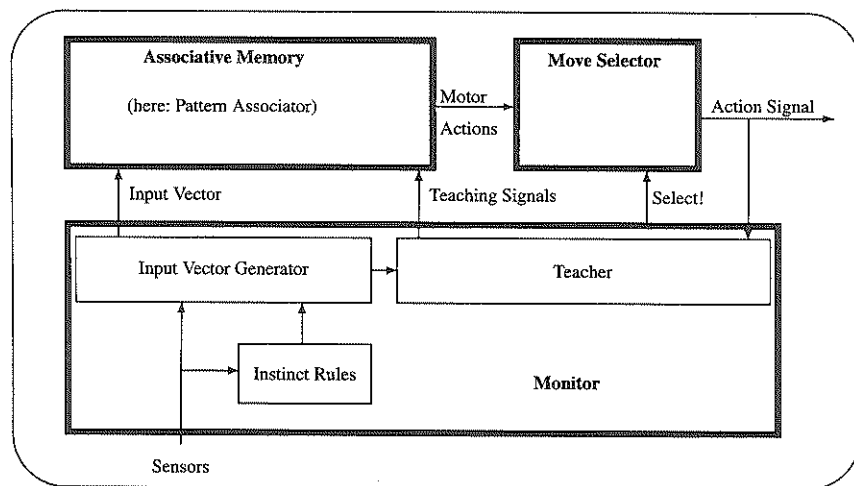 Associative Memory
(here: Pattern Associator)
Move Selector
Motor
Actions
Action Signal
Input Vector
Teaching Signals
Select!
Input Vector Generator
Teacher
Instinct Rules
Monitor
Sensors